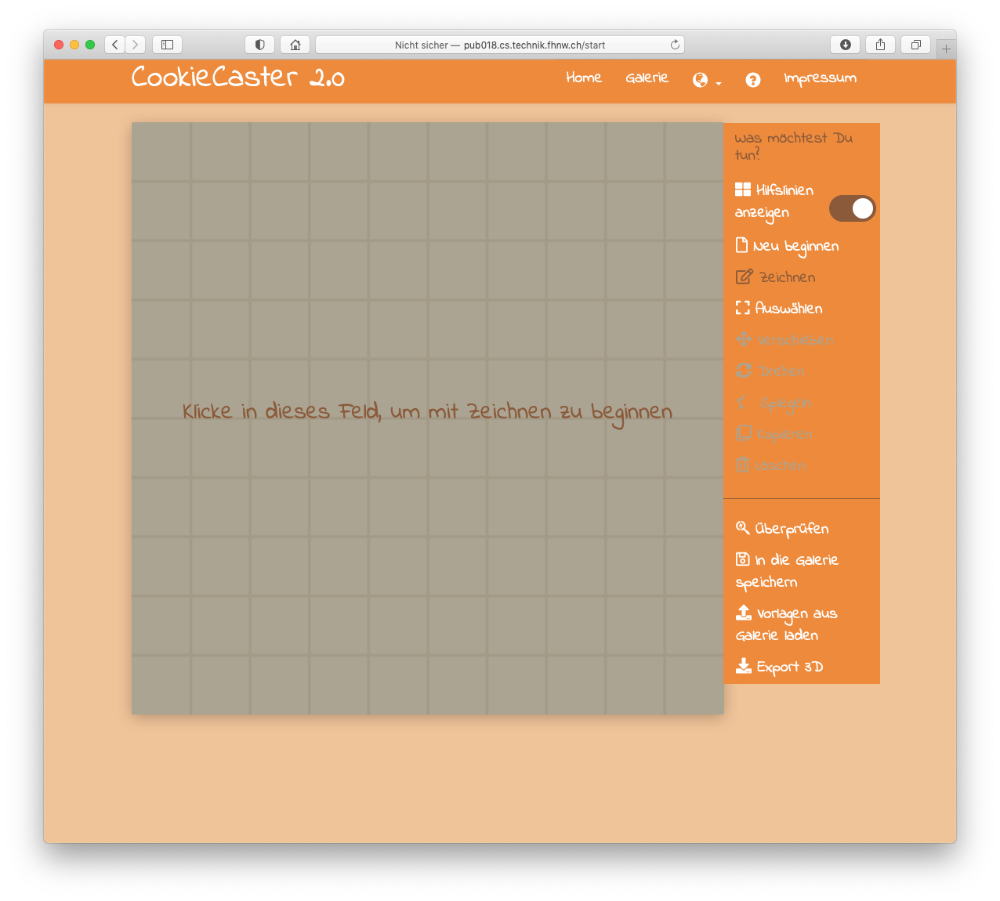 Nicht sicher — pub018.cs.technik.fhnw.ch/start
CookieCaster 2.0
Home Galerie Impressum
Was möchtest Du
tun?
Hilfslinien
anzeigen
Neu beginnen
Zeichnen
Auswählen
Verschieben
Drehen
Spiegeln
Kopieren
Löschen
Klicke in dieses Feld, um mit Zeichnen zu beginnen
Überprüfen
In die Galerie
speichern
Vorlagen aus
Galerie laden
Export 3D